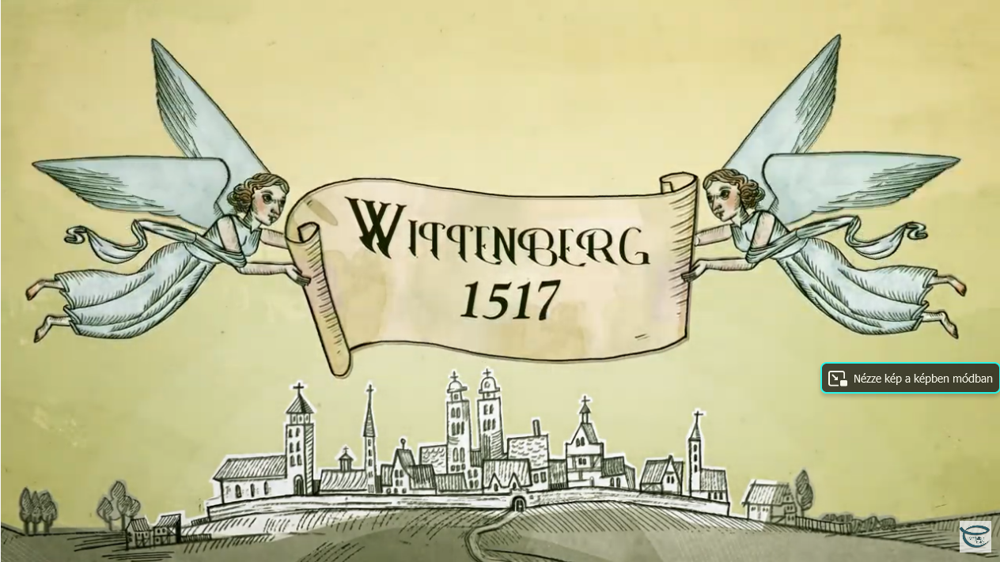 WITTENBERG
1517
Nézze kép a képben módban